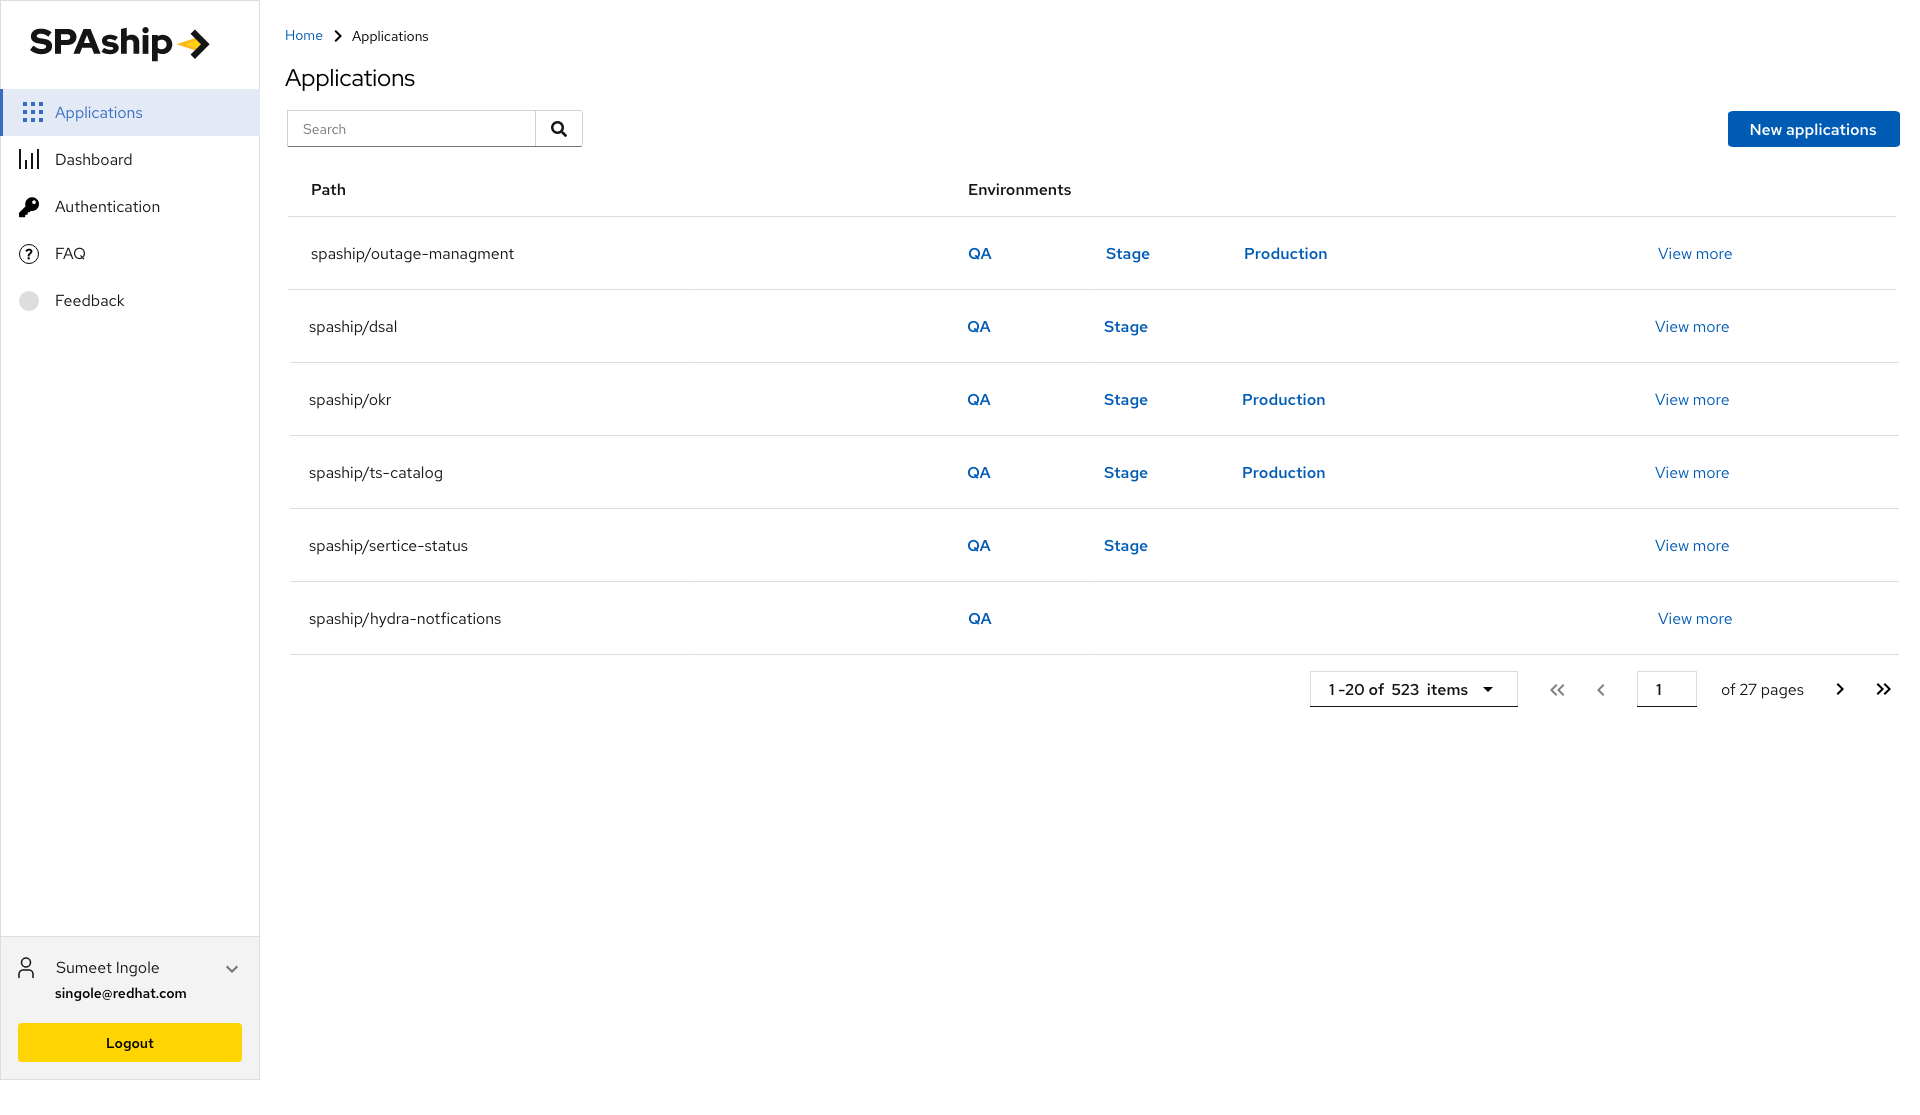 SPAship
Applications
Dashboard
Authentication
FAQ
Feedback
Sumeet Ingole
singole@redhat.com
Logout
Home > Applications
Applications
Search
New applications
Path Environments
spaship/outage-managment QA Stage Production View more
spaship/dsal QA Stage View more
spaship/okr QA Stage Production View more
spaship/ts-catalog QA Stage Production View more
spaship/sertice-status QA Stage View more
spaship/hydra-notfications QA View more
1 -20 of 523 items 1 of 27 pages